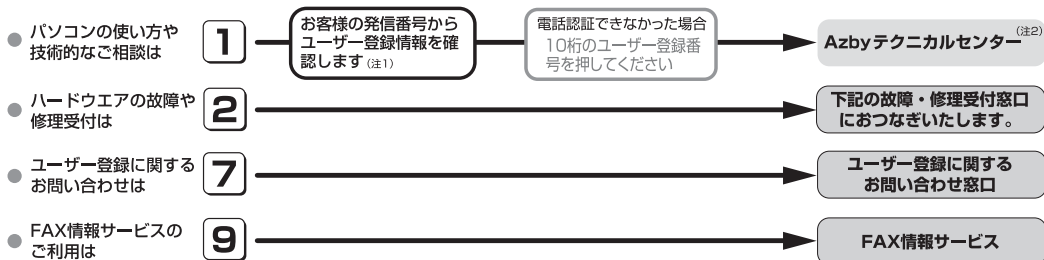 パソコンの使い方や
技術的なご相談は
1
お客様の発信番号から
ユーザー登録情報を確
認します(注1)
電話認証できなかった場合
10桁のユーザー登録番
号を押してください
Azbyテクニカルセンター(注2)
ハードウエアの故障や
修理受付は
2
下記の故障・修理受付窓口
におつなぎいたします。
ユーザー登録に関する
お問い合わせは
7
ユーザー登録に関する
お問い合わせ窓口
FAX情報サービスの
ご利用は
9
FAX情報サービス